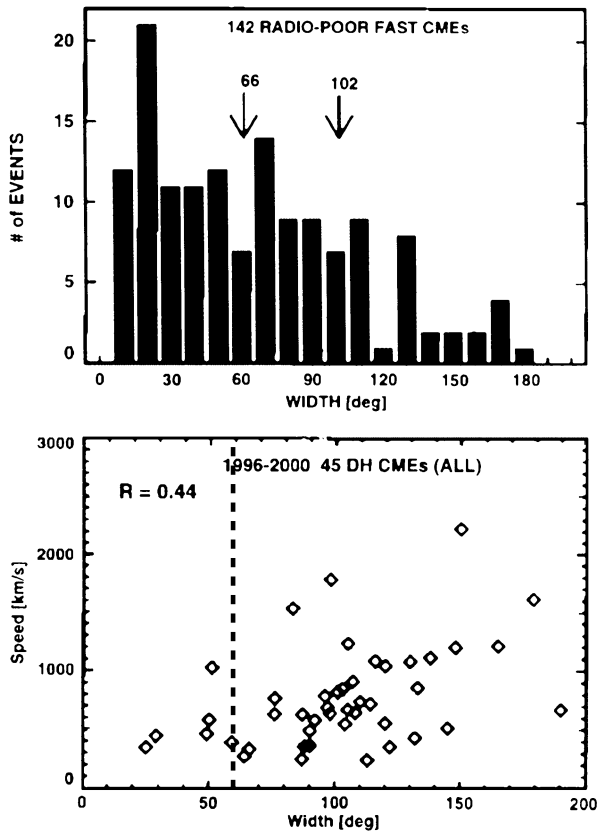 142 RADIO-POOR FAST CMEs
20
15
10
5
0
# of EVENTS
66
102
0 30 60 90 120 150 180
WIDTH [deg]
3000
2000
1000
0
Speed [km/s]
1996-2000 45 DH CMEs (ALL)
R = 0.44
0 50 100 150 200
Width [deg]